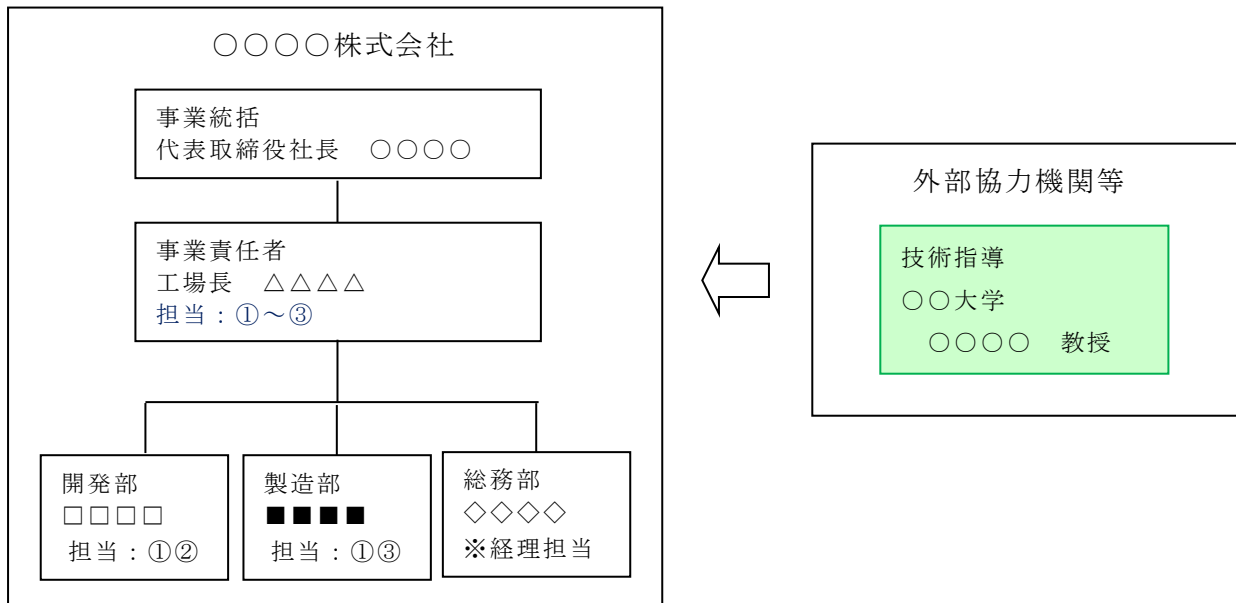 ○○○○株式会社
事業統括
代表取締役社長　○○○○
事業責任者
工場長　△△△△
担当：①～③
開発部
□□□□
担当：①②
製造部
■■■■
担当：①③
総務部
◇◇◇◇
※経理担当
外部協力機関等
技術指導
○○大学
○○○○　教授